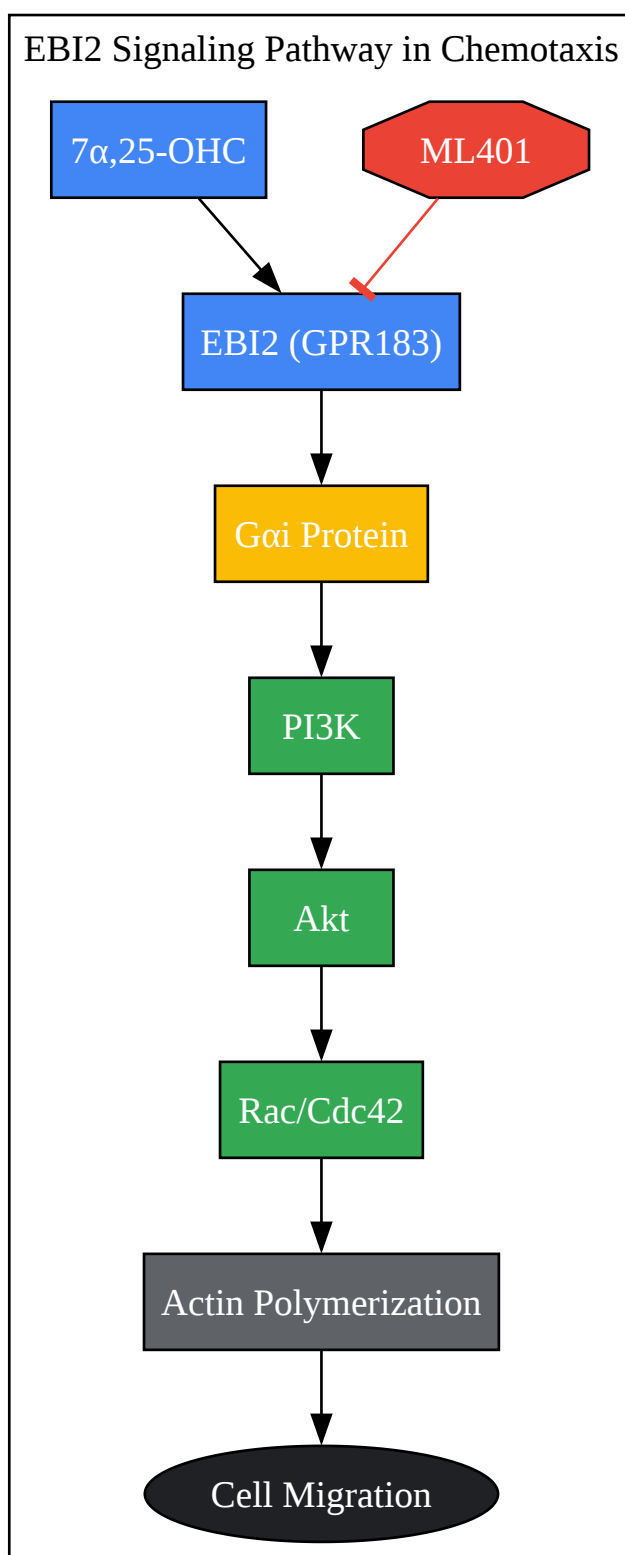 EBI2 Signaling Pathway in Chemotaxis
7α,25-OHC
ML401
EBI2 (GPR183)
Gαi Protein
PI3K
Akt
Rac/Cdc42
Actin Polymerization
Cell Migration